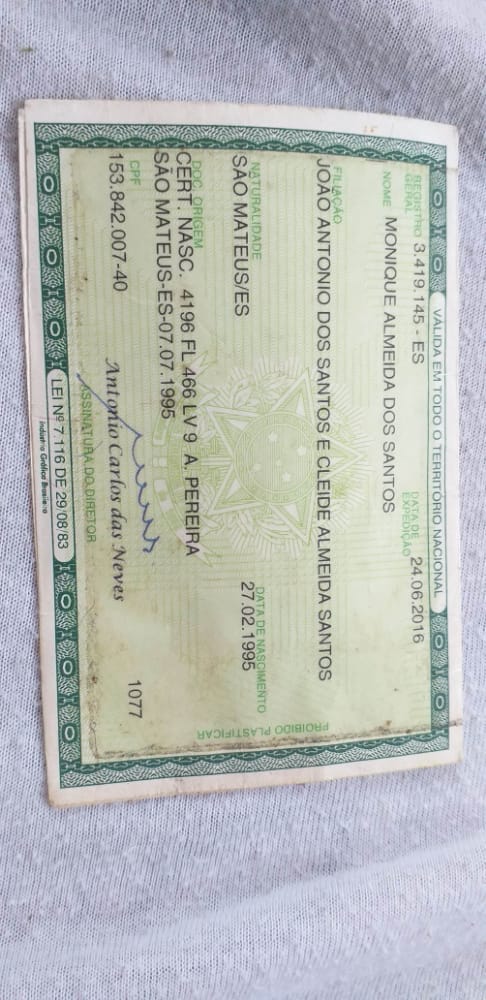 VÁLIDA EM TODO O TERRITÓRIO NACIONAL
REGISTRO GERAL 3.419.145 - ES DATA DE EXPEDIÇÃO 24.06.2016
NOME MONIQUE ALMEIDA DOS SANTOS
FILIAÇÃO
JOÃO ANTONIO DOS SANTOS E CLEIDE ALMEIDA SANTOS
NATURALIDADE DATA DE NASCIMENTO
SÃO MATEUS/ES 27.02.1995
DOC. ORIGEM
CERT. NASC. 4196 FL 466 LV 9 A. PEREIRA
SÃO MATEUS-ES-07.07.1995
CPF
153.842.007-40
Antonio Carlos das Neves 1077
ASSINATURA DO DIRETOR
LEI Nº 7.116 DE 29/08/83
Indústria Gráfica Brasileira
PROIBIDO PLASTIFICAR